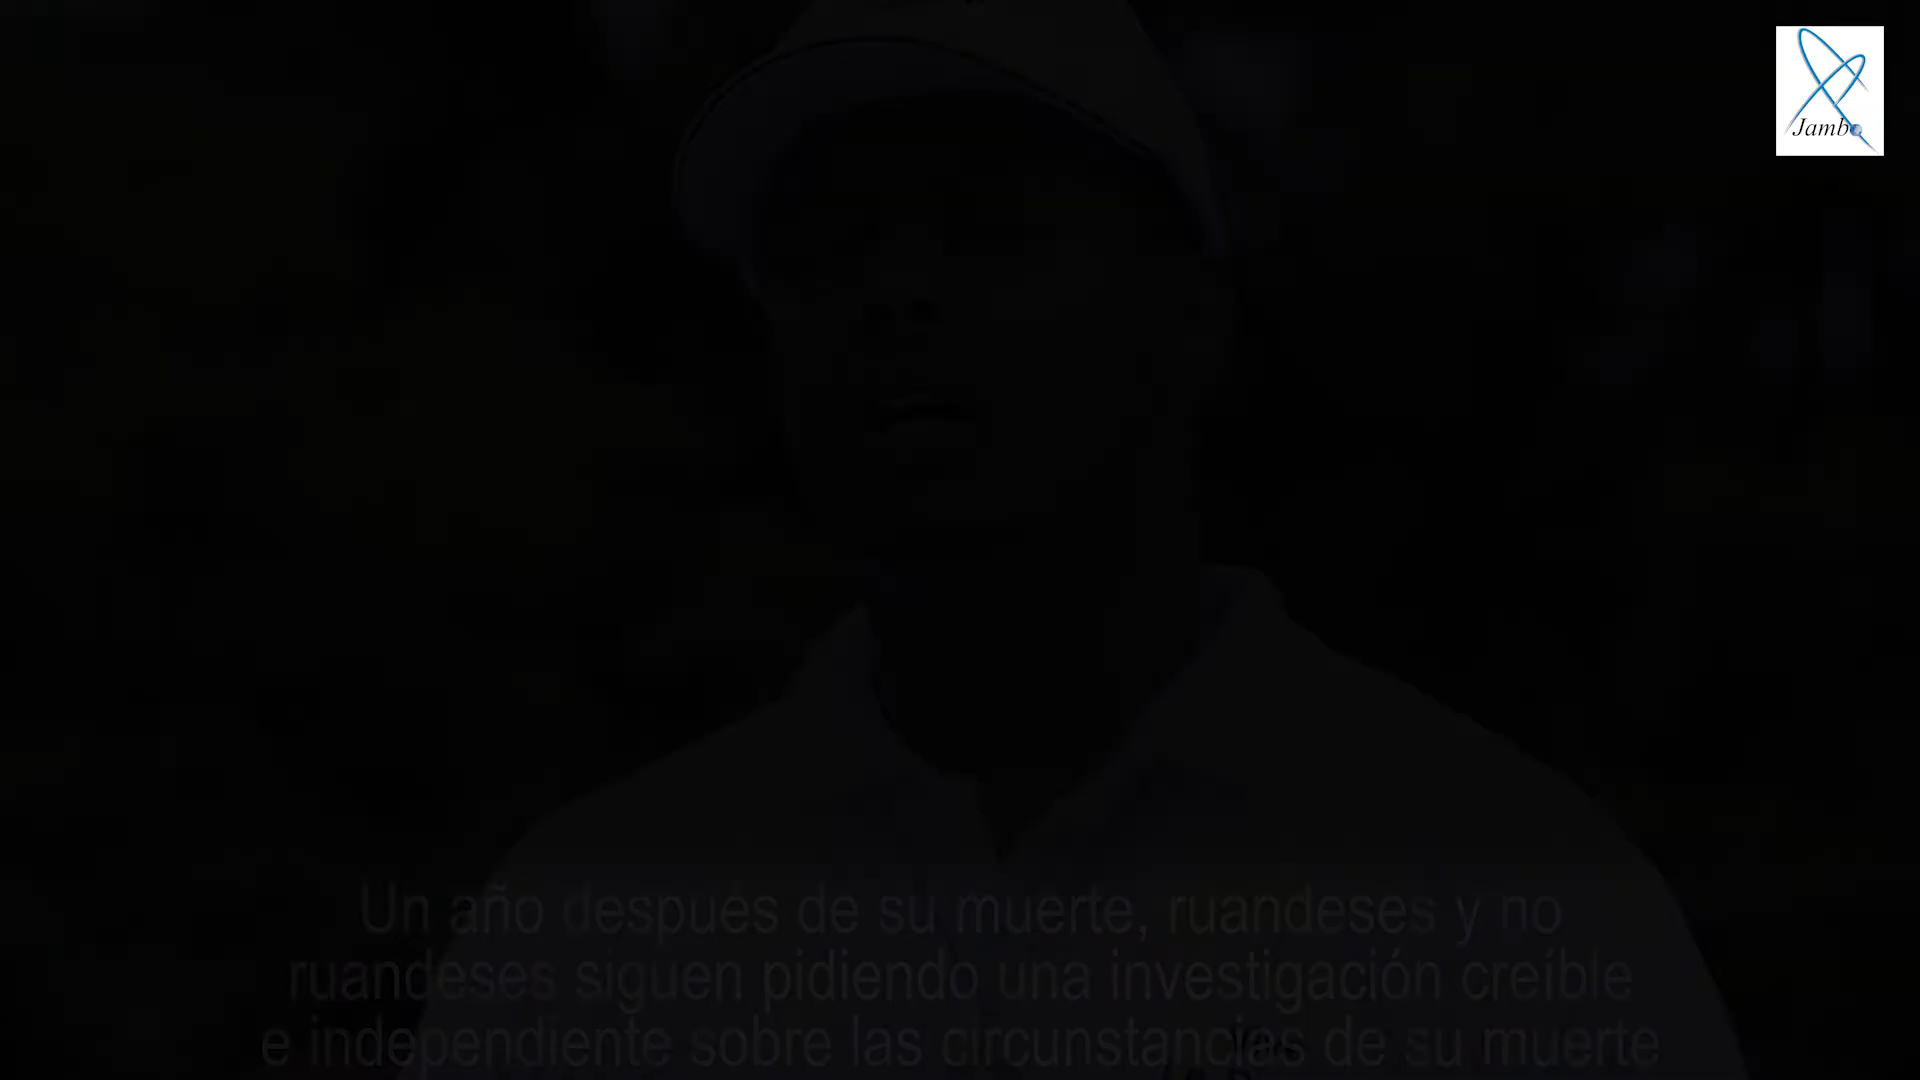 Jambo
Un año después de su muerte, ruandeses y no
ruandeses siguen pidiendo una investigación creíble
e independiente sobre las circunstancias de su muerte